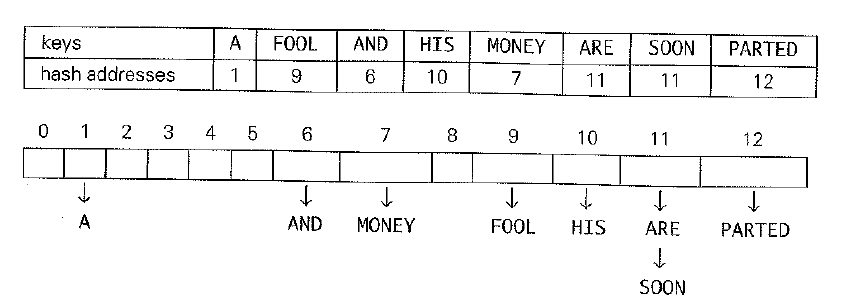 keys A FOOL AND HIS MONEY ARE SOON PARTED
hash addresses 1 9 6 10 7 11 11 12
0 1 2 3 4 5 6 7 8 9 10 11 12
A AND MONEY FOOL HIS ARE PARTED
SOON